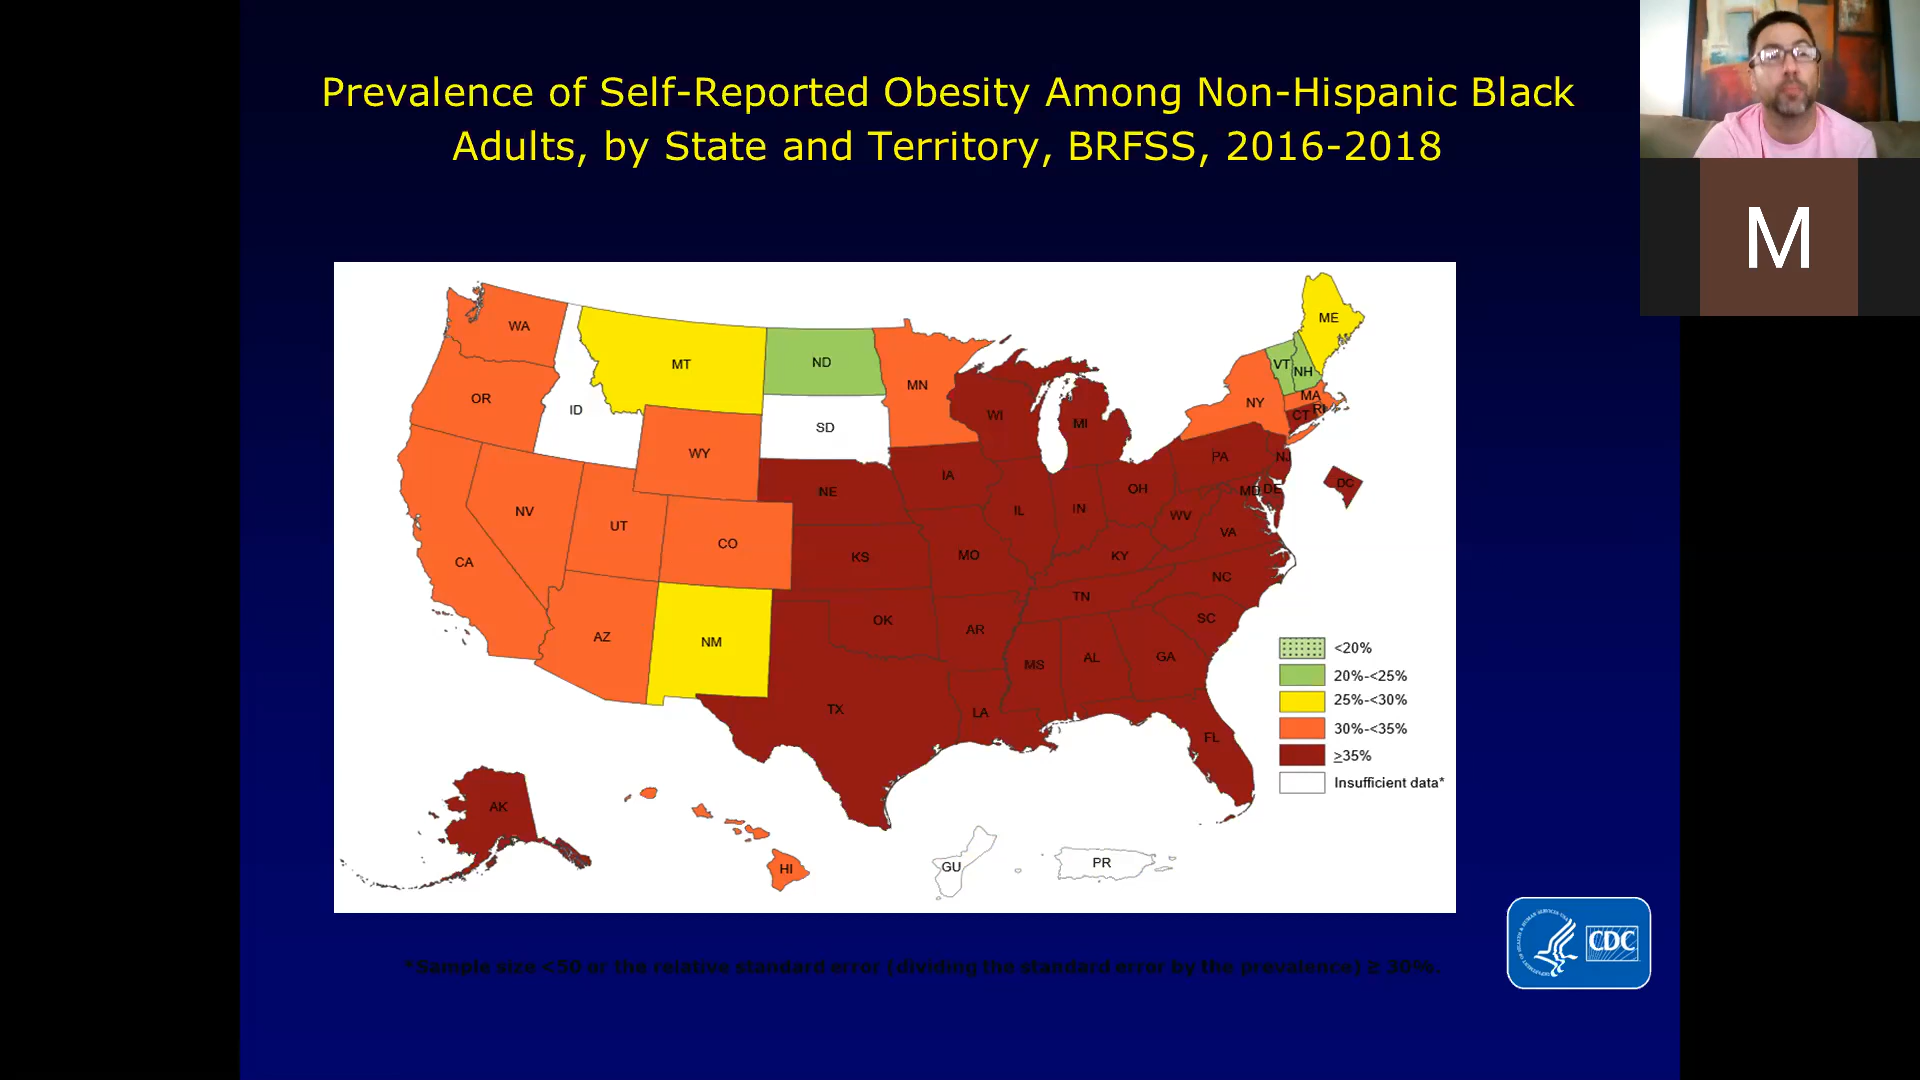 Prevalence of Self-Reported Obesity Among Non-Hispanic Black
Adults, by State and Territory, BRFSS, 2016-2018
M
WA
MT
ND
MN
ME
VT
NH
OR
ID
SD
WI
MI
NY
MA
RI
CT
WY
NE
IA
PA
NJ
NV
UT
CO
IL
IN
OH
MD
DE
DC
CA
KS
MO
WV
VA
KY
NC
AZ
NM
OK
AR
TN
SC
MS
AL
GA
TX
LA
FL
AK
HI
GU
PR
<20%
20%-<25%
25%-<30%
30%-<35%
≥35%
Insufficient data*
CDC
*Sample size <50 or the relative standard error (dividing the standard error by the prevalence) ≥ 30%.